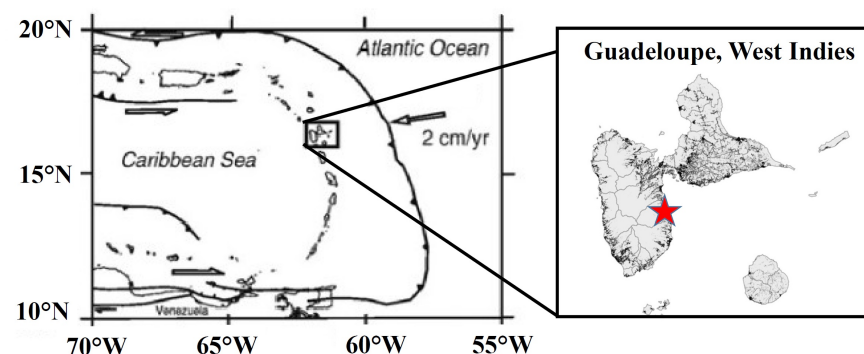 20°N
Atlantic Ocean
2 cm/yr
Caribbean Sea
15°N
10°N
Venezuela
70°W
65°W
60°W
55°W
Guadeloupe, West Indies